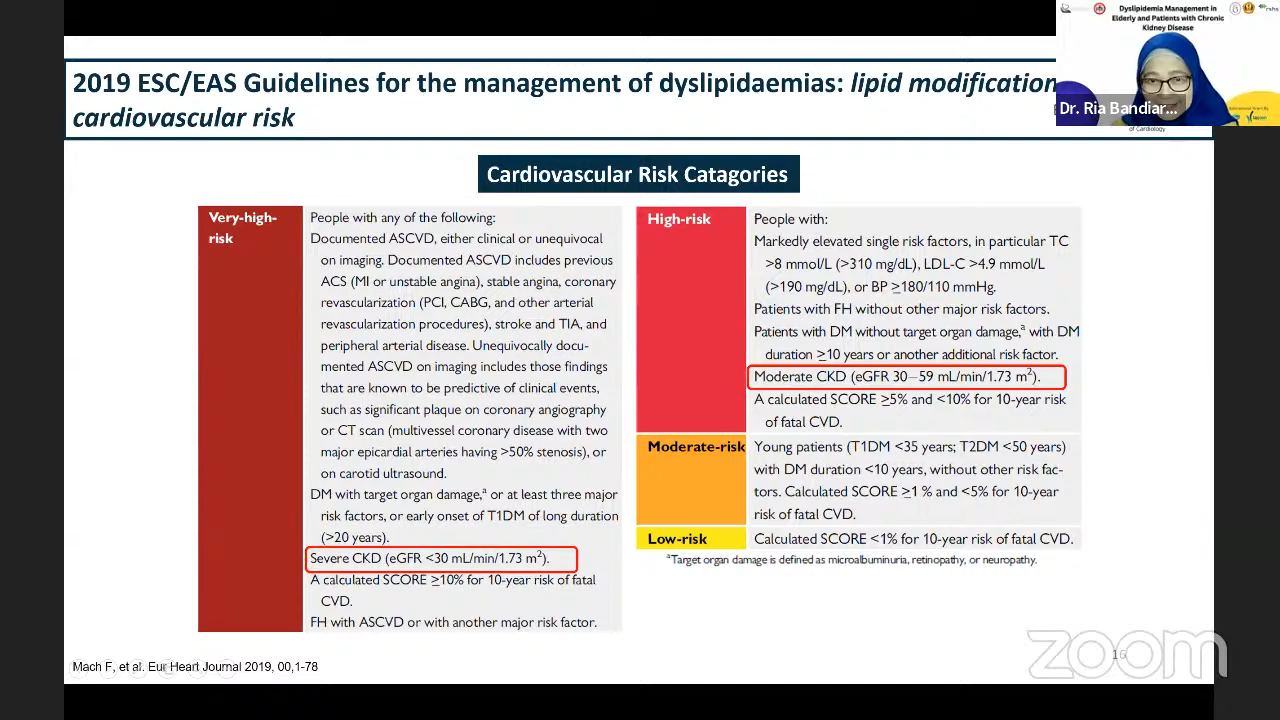 Dyslipidemia Management in
Elderly and Patients with Chronic
Kidney Disease
Dr. Ria Bandiar...
of Cardiology
2019 ESC/EAS Guidelines for the management of dyslipidaemias: lipid modification
cardiovascular risk
Cardiovascular Risk Catagories
Very-high-
risk
People with any of the following:
Documented ASCVD, either clinical or unequivocal
on imaging. Documented ASCVD includes previous
ACS (MI or unstable angina), stable angina, coronary
revascularization (PCI, CABG, and other arterial
revascularization procedures), stroke and TIA, and
peripheral arterial disease. Unequivocally docu-
mented ASCVD on imaging includes those findings
that are known to be predictive of clinical events,
such as significant plaque on coronary angiography
or CT scan (multivessel coronary disease with two
major epicardial arteries having >50% stenosis), or
on carotid ultrasound.
DM with target organ damage,ª or at least three major
risk factors, or early onset of T1DM of long duration
(>20 years).
Severe CKD (eGFR <30 mL/min/1.73 m²).
A calculated SCORE ≥10% for 10-year risk of fatal
CVD.
FH with ASCVD or with another major risk factor.
High-risk
People with:
Markedly elevated single risk factors, in particular TC
>8 mmol/L (>310 mg/dL), LDL-C >4.9 mmol/L
(>190 mg/dL), or BP ≥180/110 mmHg.
Patients with FH without other major risk factors.
Patients with DM without target organ damage,ª with DM
duration ≥10 years or another additional risk factor.
Moderate CKD (eGFR 30–59 mL/min/1.73 m²).
A calculated SCORE ≥5% and <10% for 10-year risk
of fatal CVD.
Moderate-risk
Young patients (T1DM <35 years; T2DM <50 years)
with DM duration <10 years, without other risk fac-
tors. Calculated SCORE ≥1 % and <5% for 10-year
risk of fatal CVD.
Low-risk
Calculated SCORE <1% for 10-year risk of fatal CVD.
ªTarget organ damage is defined as microalbuminuria, retinopathy, or neuropathy.
Mach F, et al. Eur Heart Journal 2019, 00,1-78
16
zoom